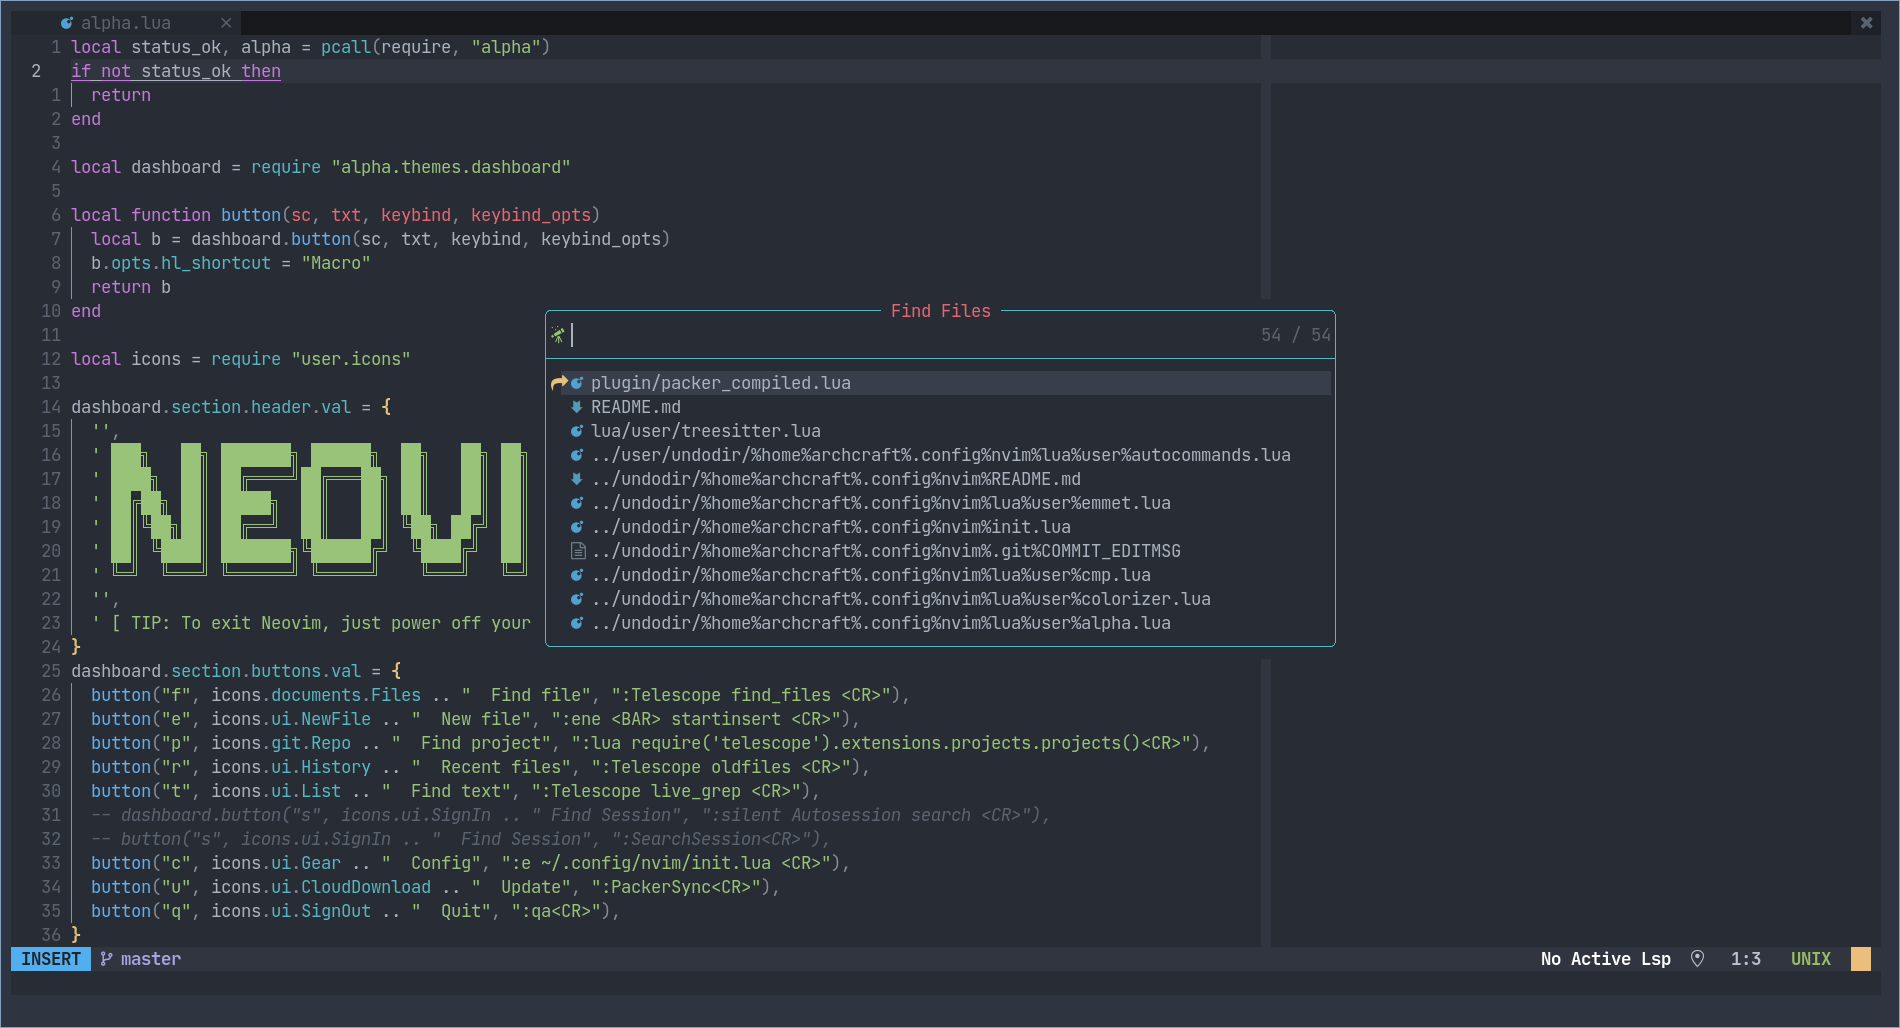 alpha.lua
1 local status_ok, alpha = pcall(require, "alpha")
2 if not status_ok then
1 return
2 end
3
4 local dashboard = require "alpha.themes.dashboard"
5
6 local function button(sc, txt, keybind, keybind_opts)
7 local b = dashboard.button(sc, txt, keybind, keybind_opts)
8 b.opts.hl_shortcut = "Macro"
9 return b
10 end
11
12 local icons = require "user.icons"
13
14 dashboard.section.header.val = {
15 '',
16 '
17 '
18 '
19 '
20 '
21 '
NEOVI
22 '',
23 ' [ TIP: To exit Neovim, just power off your
24 }
25 dashboard.section.buttons.val = {
26 button("f", icons.documents.Files .. "  Find file", ":Telescope find_files <CR>"),
27 button("e", icons.ui.NewFile .. "  New file", ":ene <BAR> startinsert <CR>"),
28 button("p", icons.git.Repo .. "  Find project", ":lua require('telescope').extensions.projects.projects()<CR>"),
29 button("r", icons.ui.History .. "  Recent files", ":Telescope oldfiles <CR>"),
30 button("t", icons.ui.List .. "  Find text", ":Telescope live_grep <CR>"),
31 -- dashboard.button("s", icons.ui.SignIn .. " Find Session", ":silent Autosession search <CR>"),
32 -- button("s", icons.ui.SignIn .. "  Find Session", ":SearchSession<CR>"),
33 button("c", icons.ui.Gear .. "  Config", ":e ~/.config/nvim/init.lua <CR>"),
34 button("u", icons.ui.CloudDownload .. "  Update", ":PackerSync<CR>"),
35 button("q", icons.ui.SignOut .. "  Quit", ":qa<CR>"),
36 }
Find Files
54 / 54
plugin/packer_compiled.lua
README.md
lua/user/treesitter.lua
../user/undodir/%home%archcraft%.config%nvim%lua%user%autocommands.lua
../undodir/%home%archcraft%.config%nvim%README.md
../undodir/%home%archcraft%.config%nvim%lua%user%emmet.lua
../undodir/%home%archcraft%.config%nvim%init.lua
../undodir/%home%archcraft%.config%nvim%.git%COMMIT_EDITMSG
../undodir/%home%archcraft%.config%nvim%lua%user%cmp.lua
../undodir/%home%archcraft%.config%nvim%lua%user%colorizer.lua
../undodir/%home%archcraft%.config%nvim%lua%user%alpha.lua
INSERT master No Active Lsp 1:3 UNIX